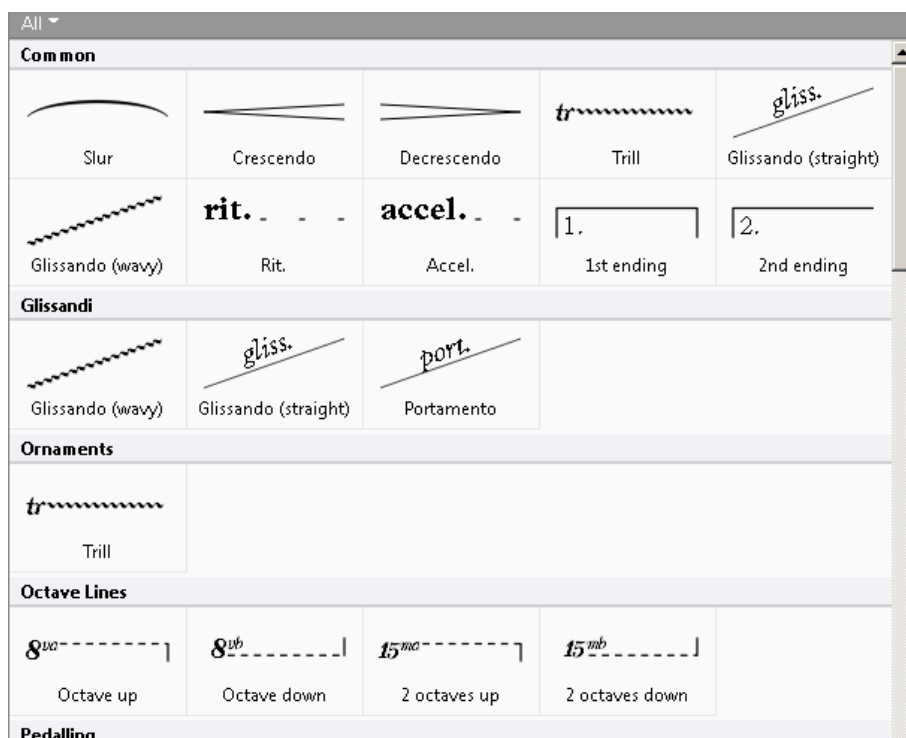 All
Common
tr gliss.
Slur Crescendo Decrescendo Trill Glissando (straight)
rit. _ _ _ accel. _ _ 1. 2.
Glissando (wavy) Rit. Accel. 1st ending 2nd ending
Glissandi
gliss. port.
Glissando (wavy) Glissando (straight) Portamento
Ornaments
tr
Trill
Octave Lines
8va 8vb 15ma 15mb
Octave up Octave down 2 octaves up 2 octaves down
Pedalling